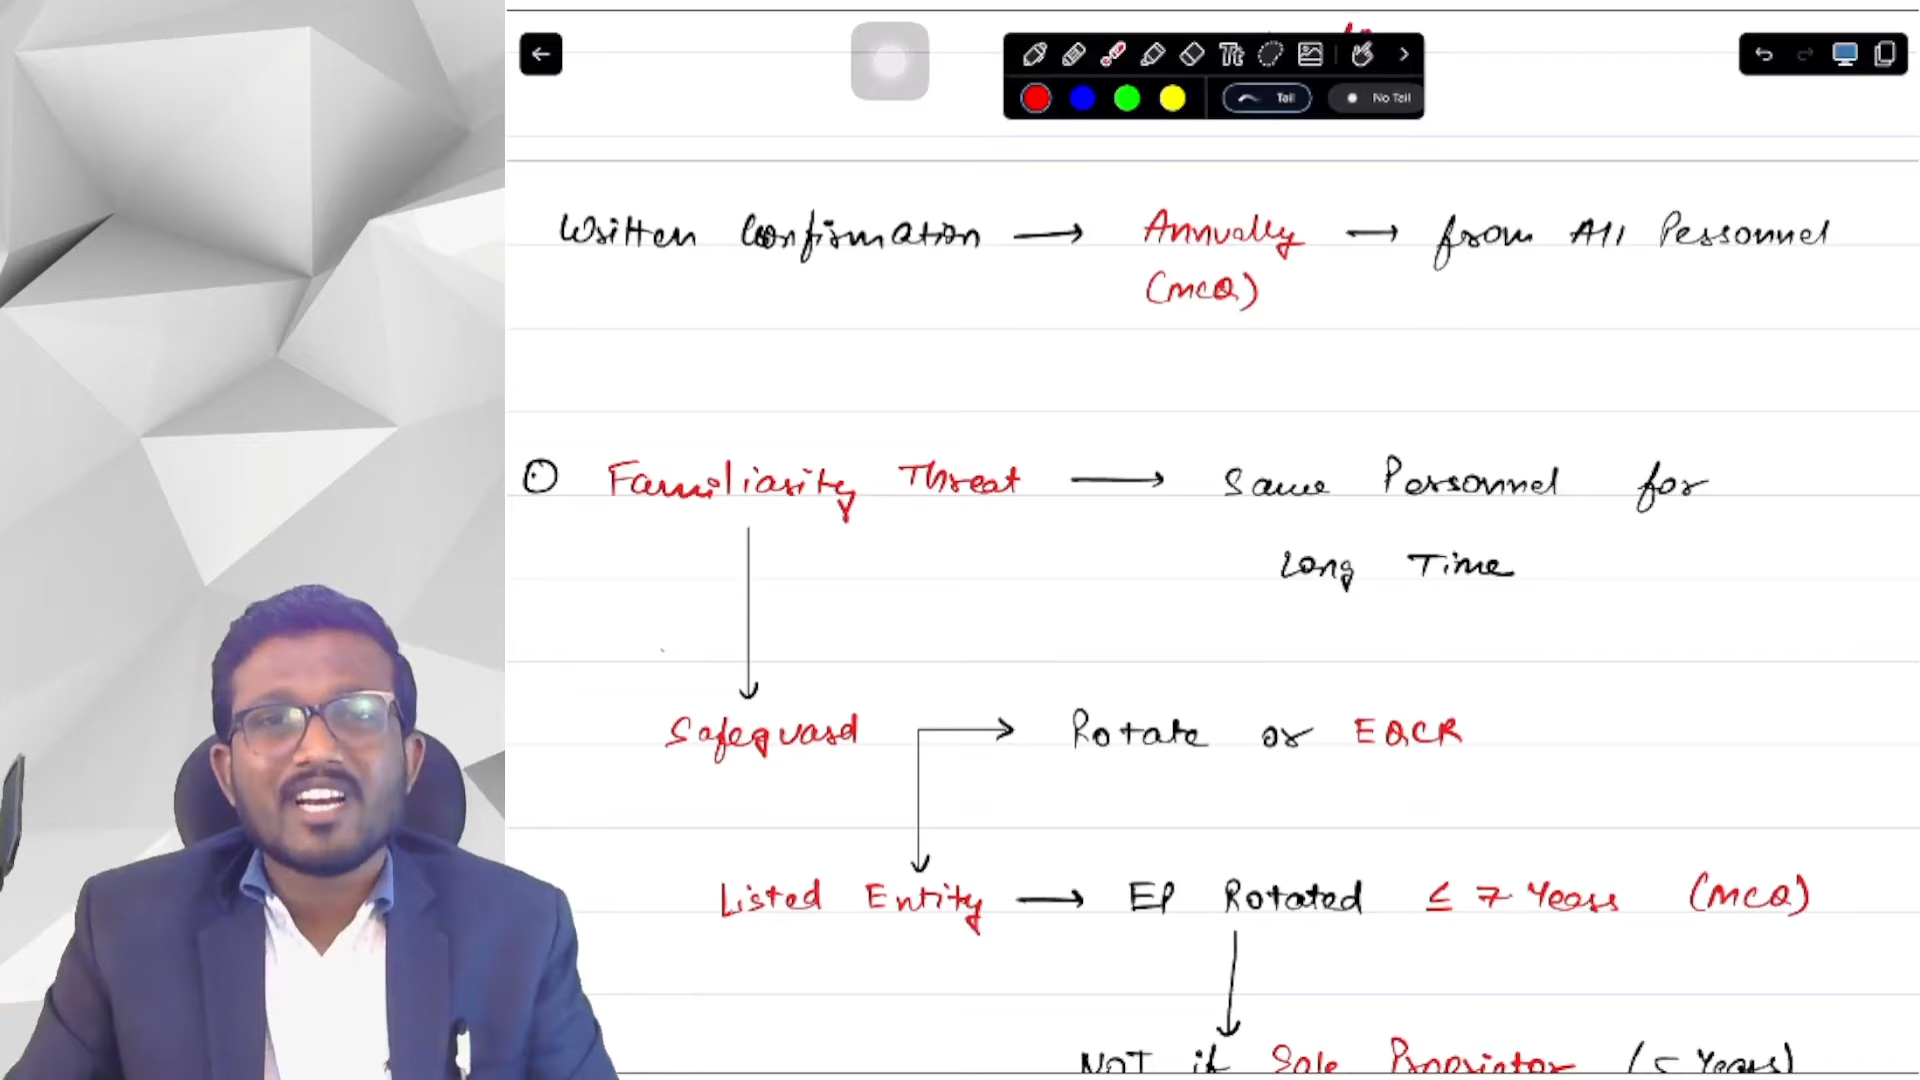 Tt
Tail
No Tail
Written Confirmation → Annually → from All Personnel
(MCQ)
Familiarity Threat → Same Personnel for
Long Time
Safeguard → Rotate or EQCR
Listed Entity → EP Rotated ≤ 7 Years (MCQ)
NOT if Sole Proprietor ( Years)